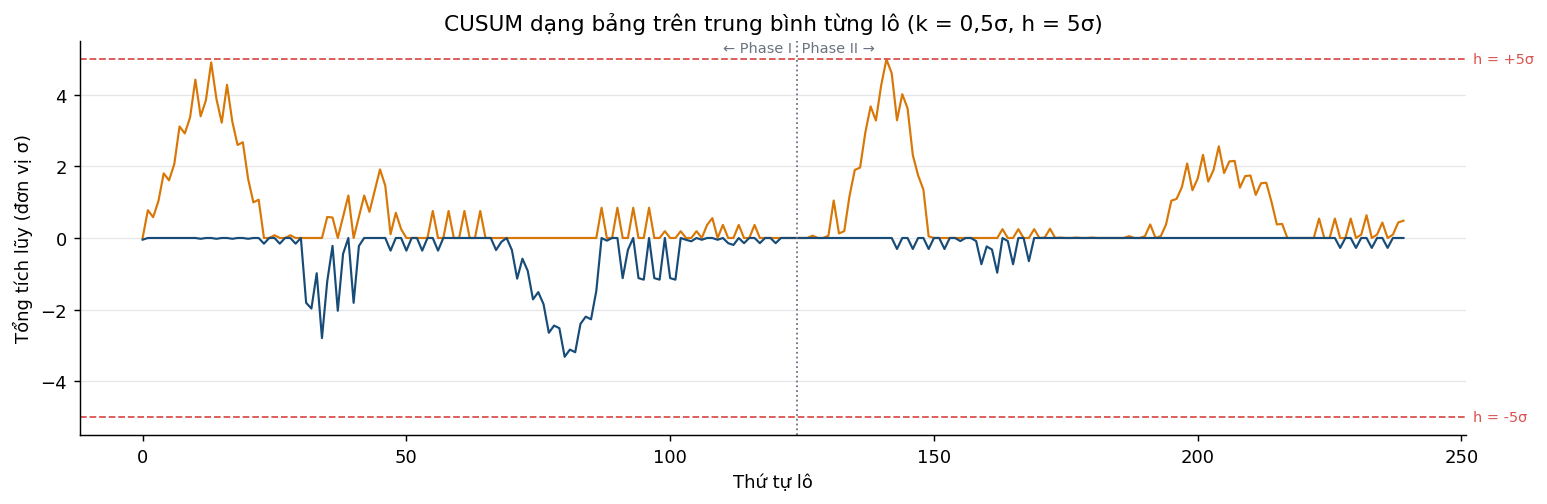 CUSUM dạng bảng trên trung bình từng lô (k = 0,5σ, h = 5σ)
← Phase I
Phase II →
h = +5σ
4
2
0
−2
−4
h = -5σ
Tổng tích lũy (đơn vị σ)
0
50
100
150
200
250
Thứ tự lô